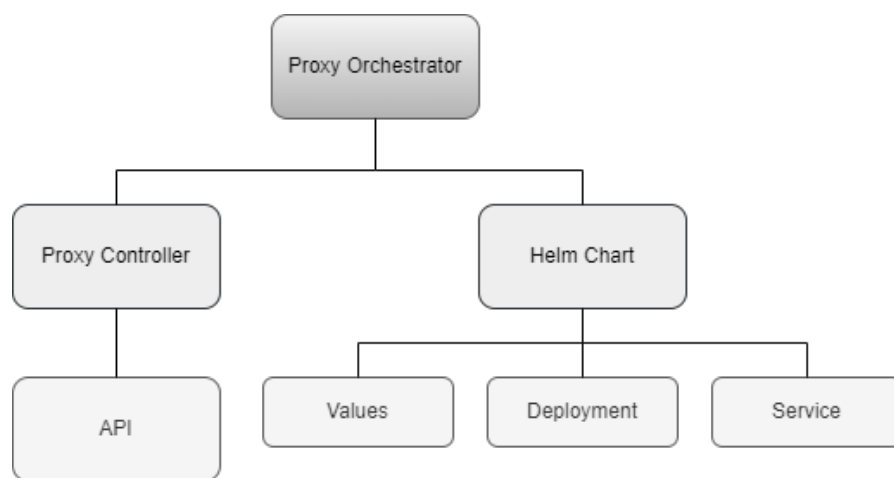 Proxy Orchestrator
Proxy Controller
Helm Chart
API
Values
Deployment
Service